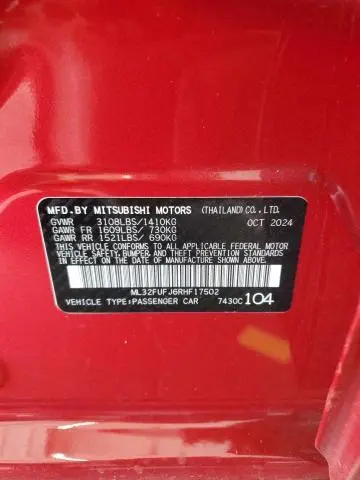 MFD.BY MITSUBISHI MOTORS (THAILAND)CO.,LTD.
GVWR 3108LBS/1410KG OCT 2024
GAWR FR 1609LBS/ 730KG
GAWR RR 1521LBS/ 690KG
THIS VEHICLE CONFORMS TO ALL APPLICABLE FEDERAL MOTOR
VEHICLE SAFETY, BUMPER, AND THEFT PREVENTION STANDARDS
IN EFFECT ON THE DATE OF MANUFACTURE SHOWN ABOVE.
ML32FUFJ6RHF17502
VEHICLE TYPE:PASSENGER CAR 7430C 104